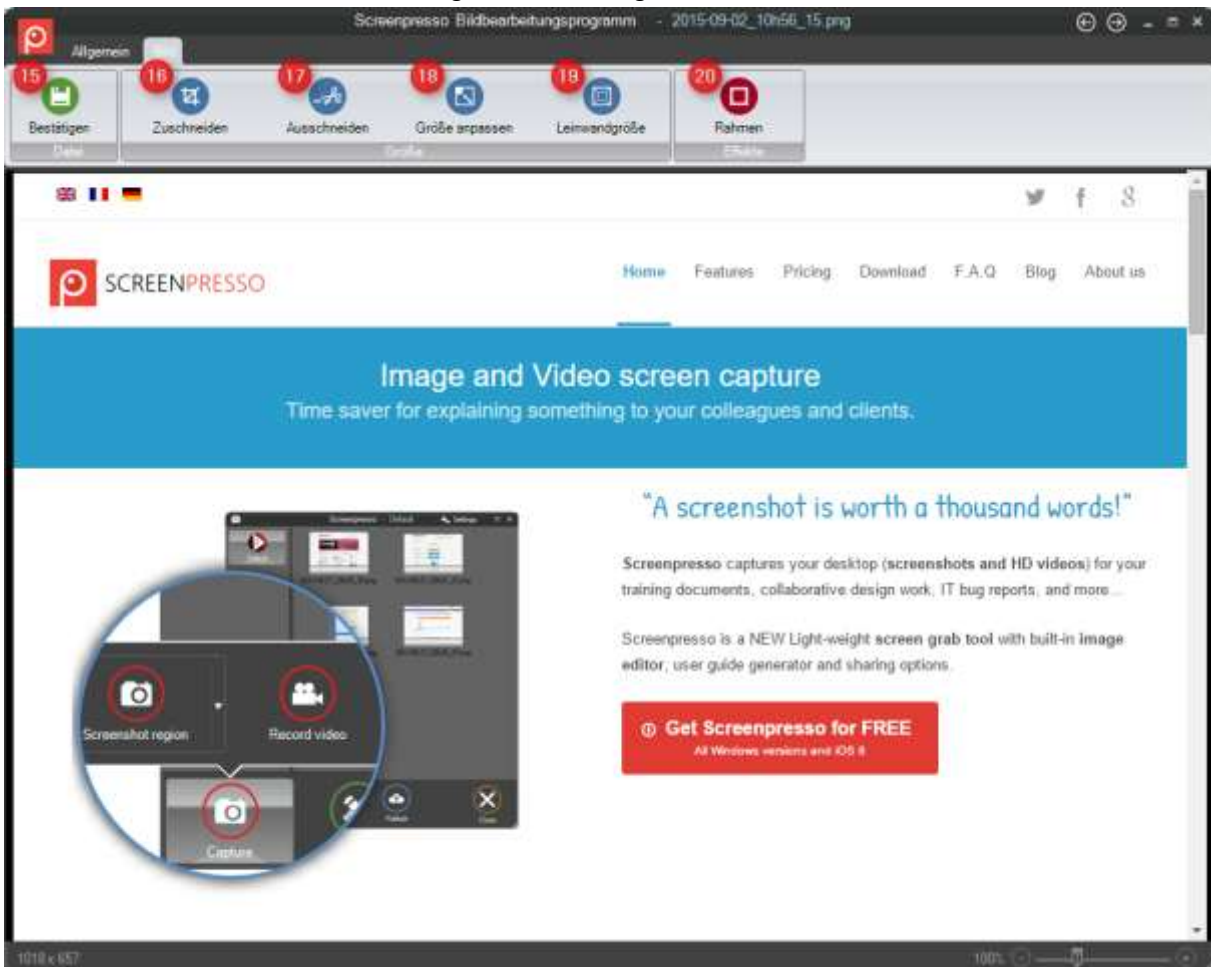 Screenpresso Bildbearbeitungsprogramm - 2015-09-02_10h56_15.png
Allgemein
15 16 17 18 19 20
Bestätigen Zuschneiden Ausschneiden Größe anpassen Leinwandgröße Rahmen
Datei Größe Effekte
SCREENPRESSO
Home Features Pricing Download F.A.Q Blog About us
Image and Video screen capture
Time saver for explaining something to your colleagues and clients.
"A screenshot is worth a thousand words!"
Screenpresso captures your desktop (screenshots and HD videos) for your
training documents, collaborative design work, IT bug reports, and more...
Screenpresso is a NEW Light-weight screen grab tool with built-in image
editor, user guide generator and sharing options.
Get Screenpresso for FREE
All Windows versions and iOS 8
Screenpresso Default Settings
Screenshot region Record video
Capture
Publish
Close
1018 x 657 100%